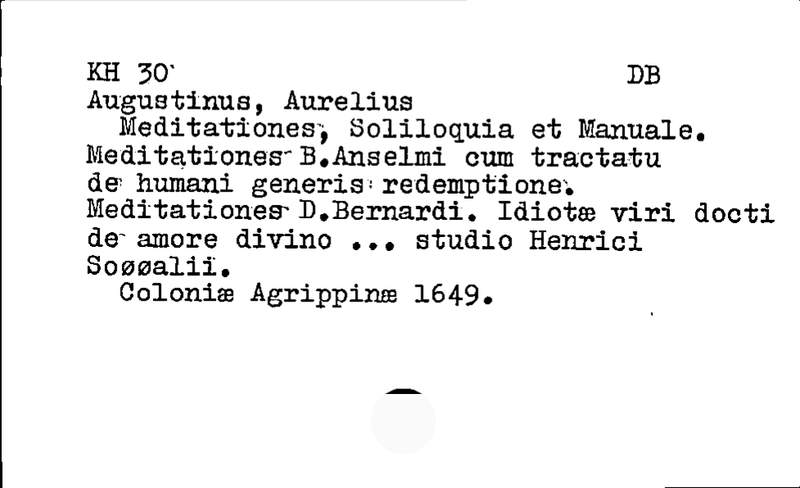 KH 30 DB
Augustinus, Aurelius
Meditationes, Soliloquia et Manuale.
Meditationes B.Anselmi cum tractatu
de humani generis redemptione.
Meditationes D.Bernardi. Idiotæ viri docti
de amore divino ... studio Henrici
Soøøalii.
Coloniæ Agrippinæ 1649.